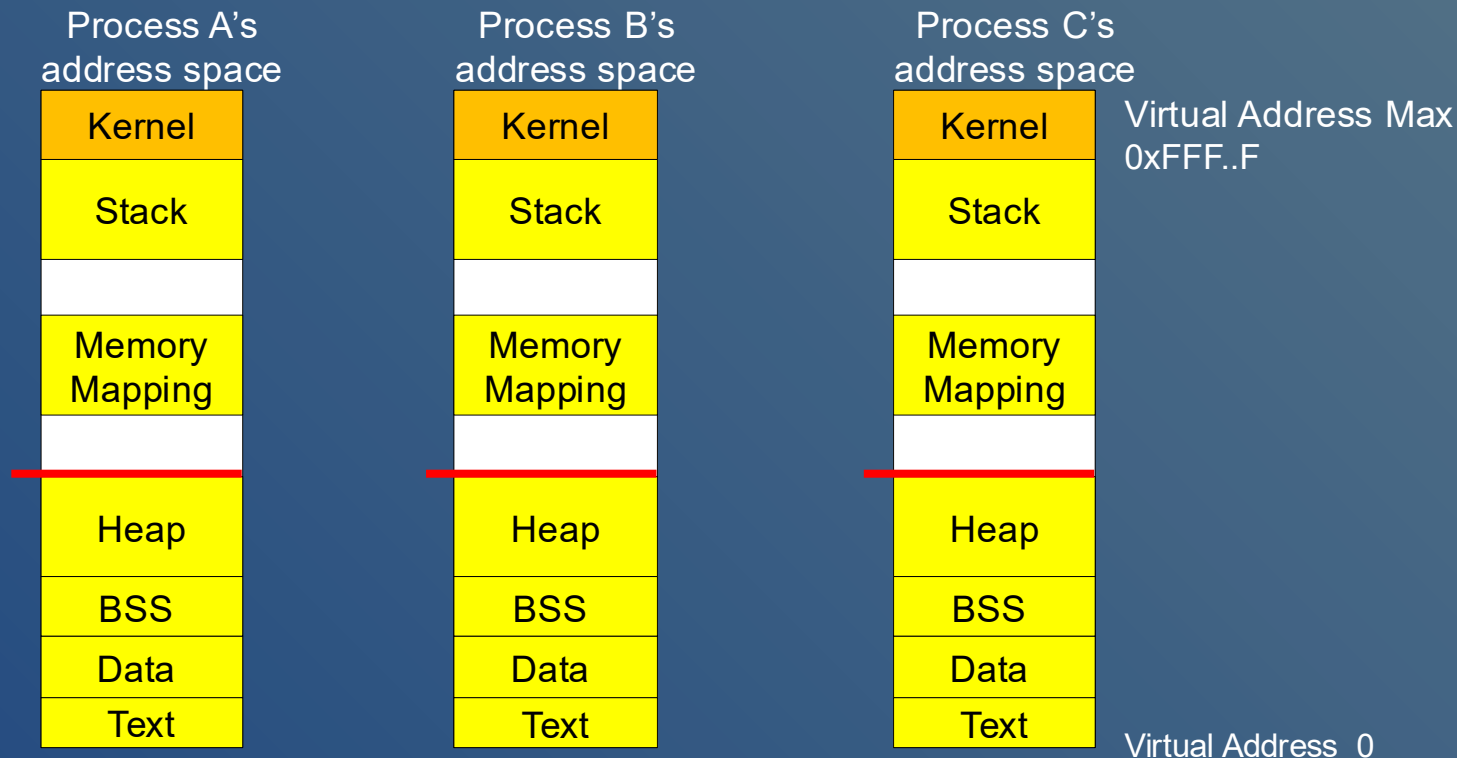 Process A’s
address space
Kernel
Stack
Memory
Mapping
Heap
BSS
Data
Text
Process B’s
address space
Kernel
Stack
Memory
Mapping
Heap
BSS
Data
Text
Process C’s
address space
Kernel
Stack
Memory
Mapping
Heap
BSS
Data
Text
Virtual Address Max
0xFFF..F
Virtual Address 0